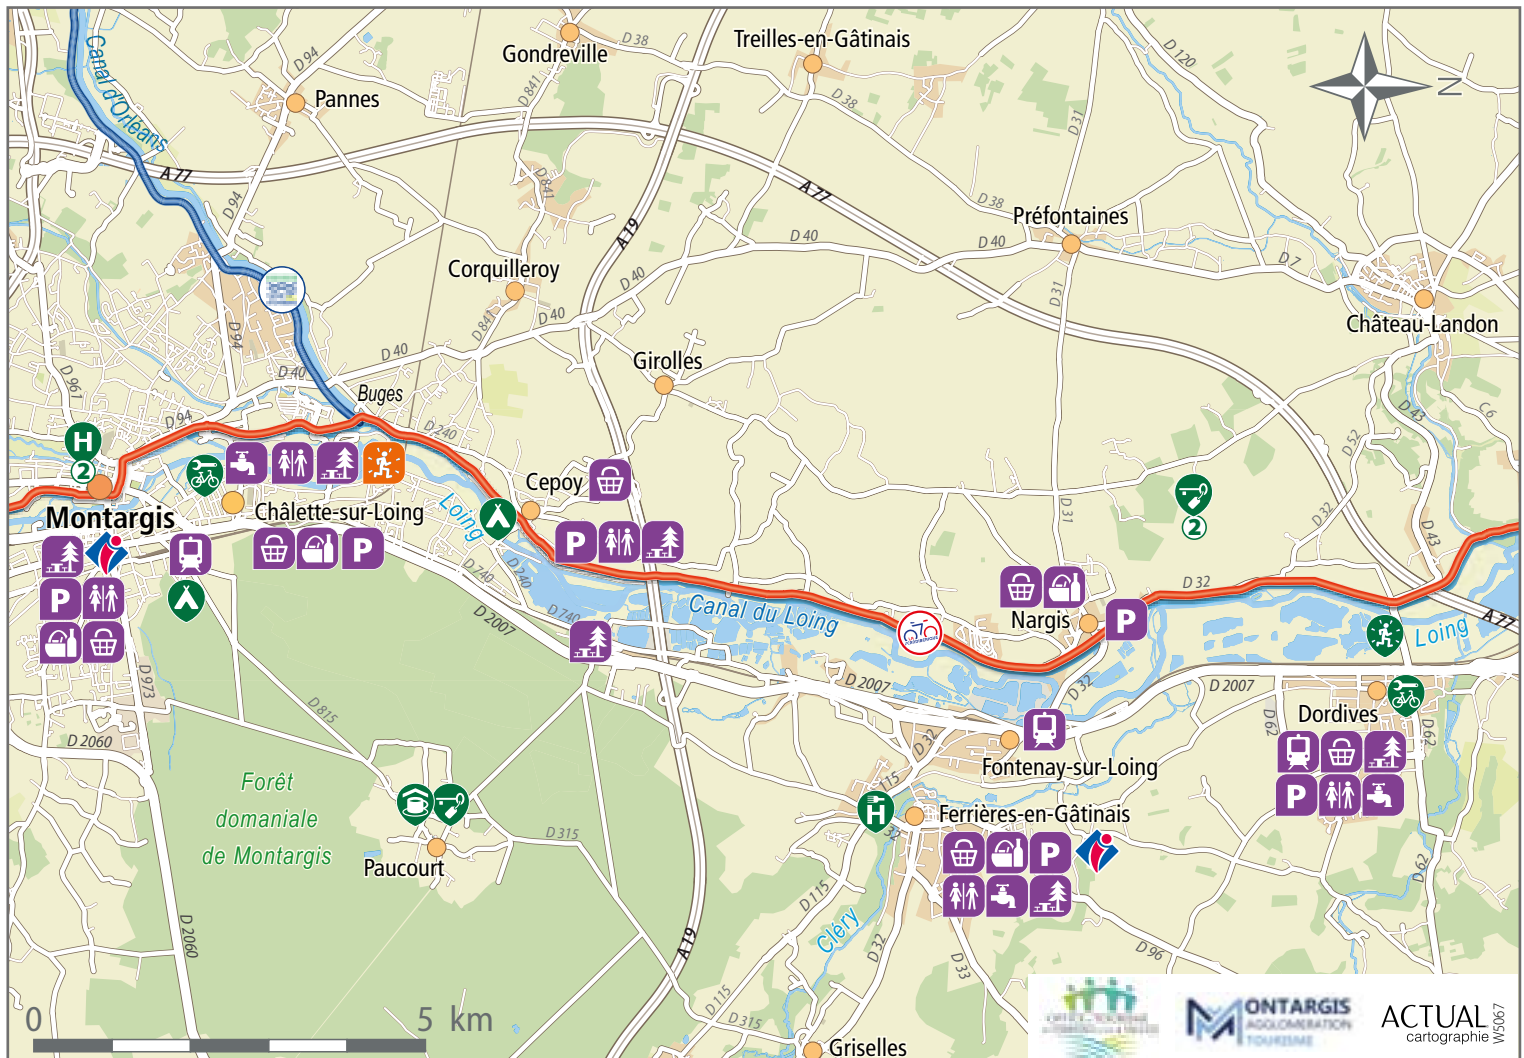 Canal d'Orléans
D 94
Pannes
Gondreville
D 38
D 841
Treilles-en-Gâtinais
D 38
D 120
N
A 77
D 94
D 841
A 19
A 77
D 31
D 38
Préfontaines
D 40
D 40
D 7
Corquilleroy
D 40
D 841
D 40
D 31
Château-Landon
D 94
D 40
D 40
D 961
Buges
Girolles
D 94
D 240
D 43
C 6
D 52
H
2
Cepoy
Montargis
Châlette-sur-Loing
Loing
P
P
2
D 31
D 32
D 43
D 740
D 240
D 740
D 2007
Canal du Loing
Nargis
P
D 32
A 77
Loing
P
D 973
D 2007
D 32
D 2007
D 62
Dordives
D 62
P
D 815
D 2060
Forêt
domaniale
de Montargis
Paucourt
D 315
D 32
Fontenay-sur-Loing
115
H
32
Ferrières-en-Gâtinais
P
D 115
Cléry
D 32
D 33
D 96
D 62
D 2060
A 19
D 115
D 315
Griselles
0
5 km
MONTARGIS
AGGLOMÉRATION
TOURISME
ACTUAL
cartographie
W5067